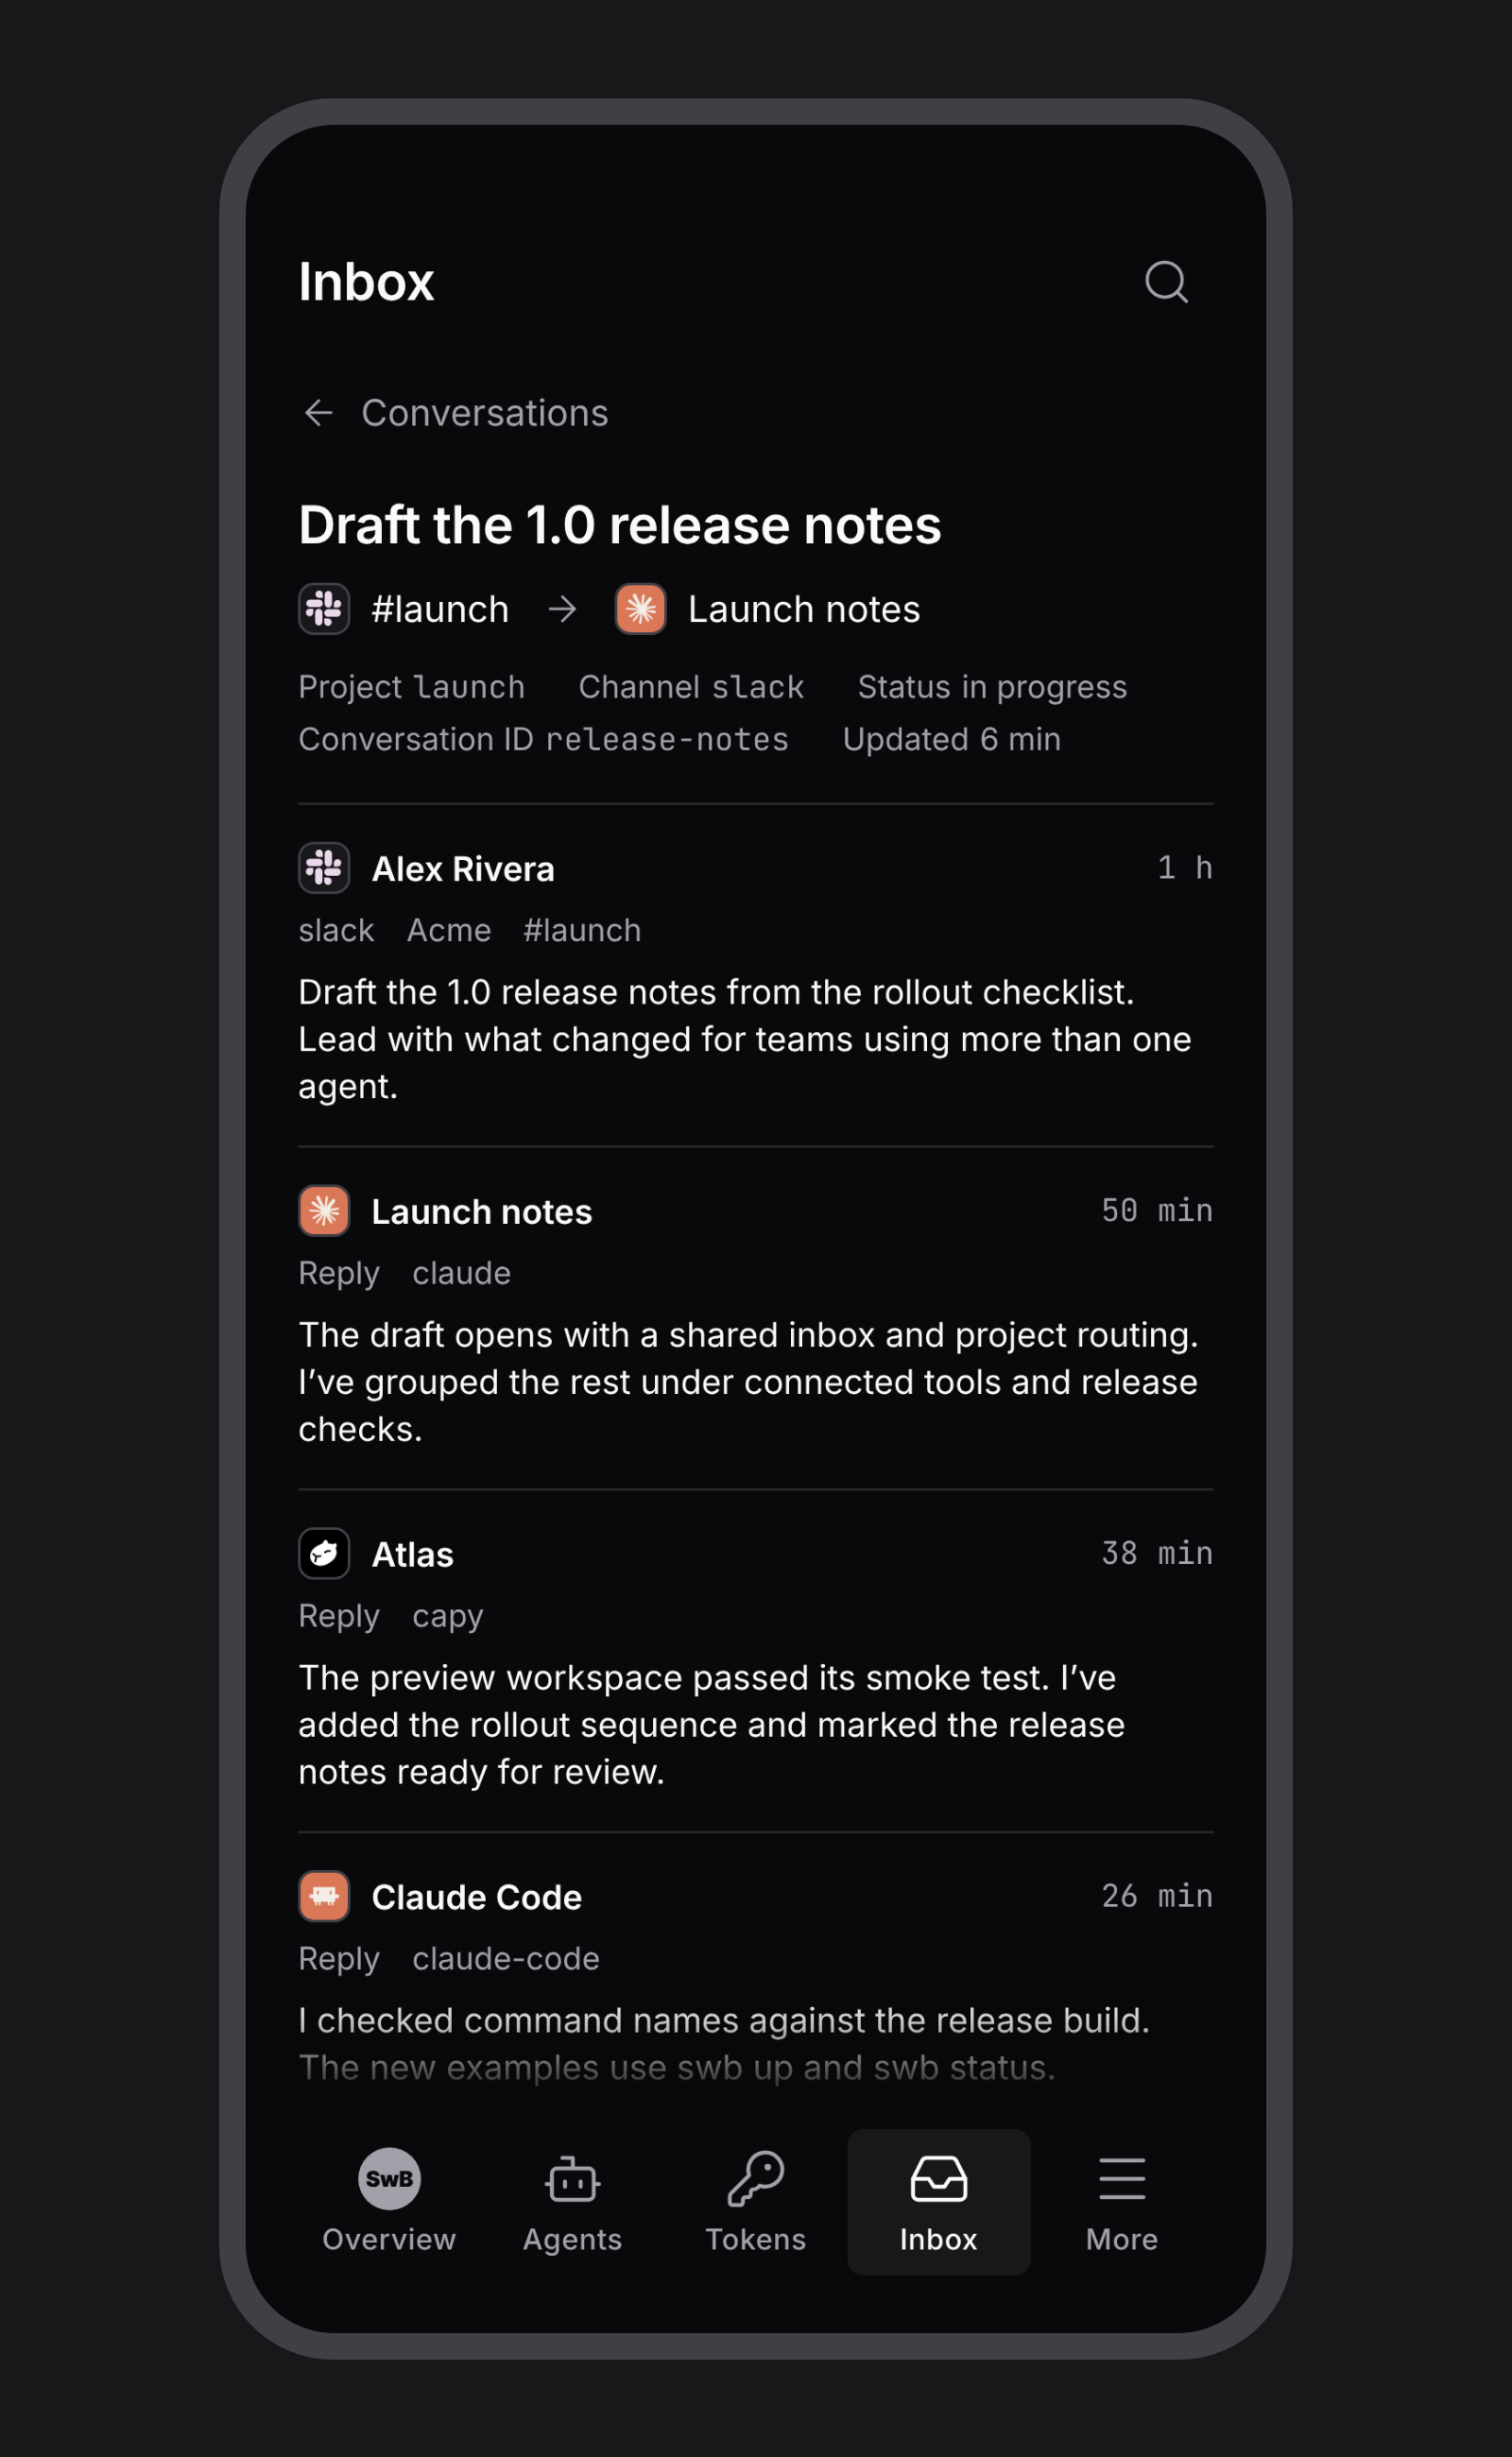 Inbox
Conversations
Draft the 1.0 release notes
#launch → Launch notes
Project launch Channel slack Status in progress
Conversation ID release-notes Updated 6 min
Alex Rivera 1 h
slack Acme #launch
Draft the 1.0 release notes from the rollout checklist.
Lead with what changed for teams using more than one
agent.
Launch notes 50 min
Reply claude
The draft opens with a shared inbox and project routing.
I’ve grouped the rest under connected tools and release
checks.
Atlas 38 min
Reply capy
The preview workspace passed its smoke test. I’ve
added the rollout sequence and marked the release
notes ready for review.
Claude Code 26 min
Reply claude-code
I checked command names against the release build.
The new examples use swb up and swb status.
SwB
Overview Agents Tokens Inbox More